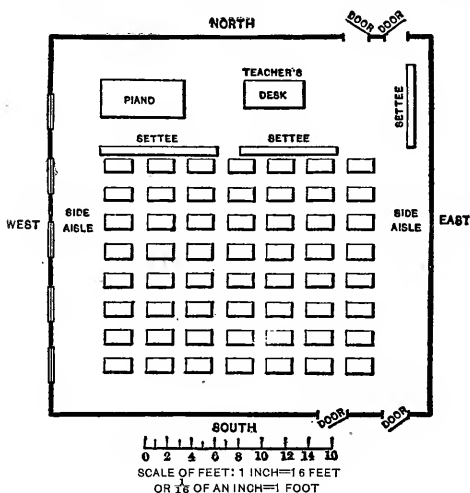 NORTH
DOOR DOOR
TEACHER'S
DESK
PIANO
SETTEE
SETTEE
SETTEE
WEST
SIDE
AISLE
SIDE
AISLE
EAST
SOUTH
DOOR
DOOR
0 2 4 6 8 10 12 14 16
SCALE OF FEET: 1 INCH=16 FEET
OR 1/16 OF AN INCH=1 FOOT